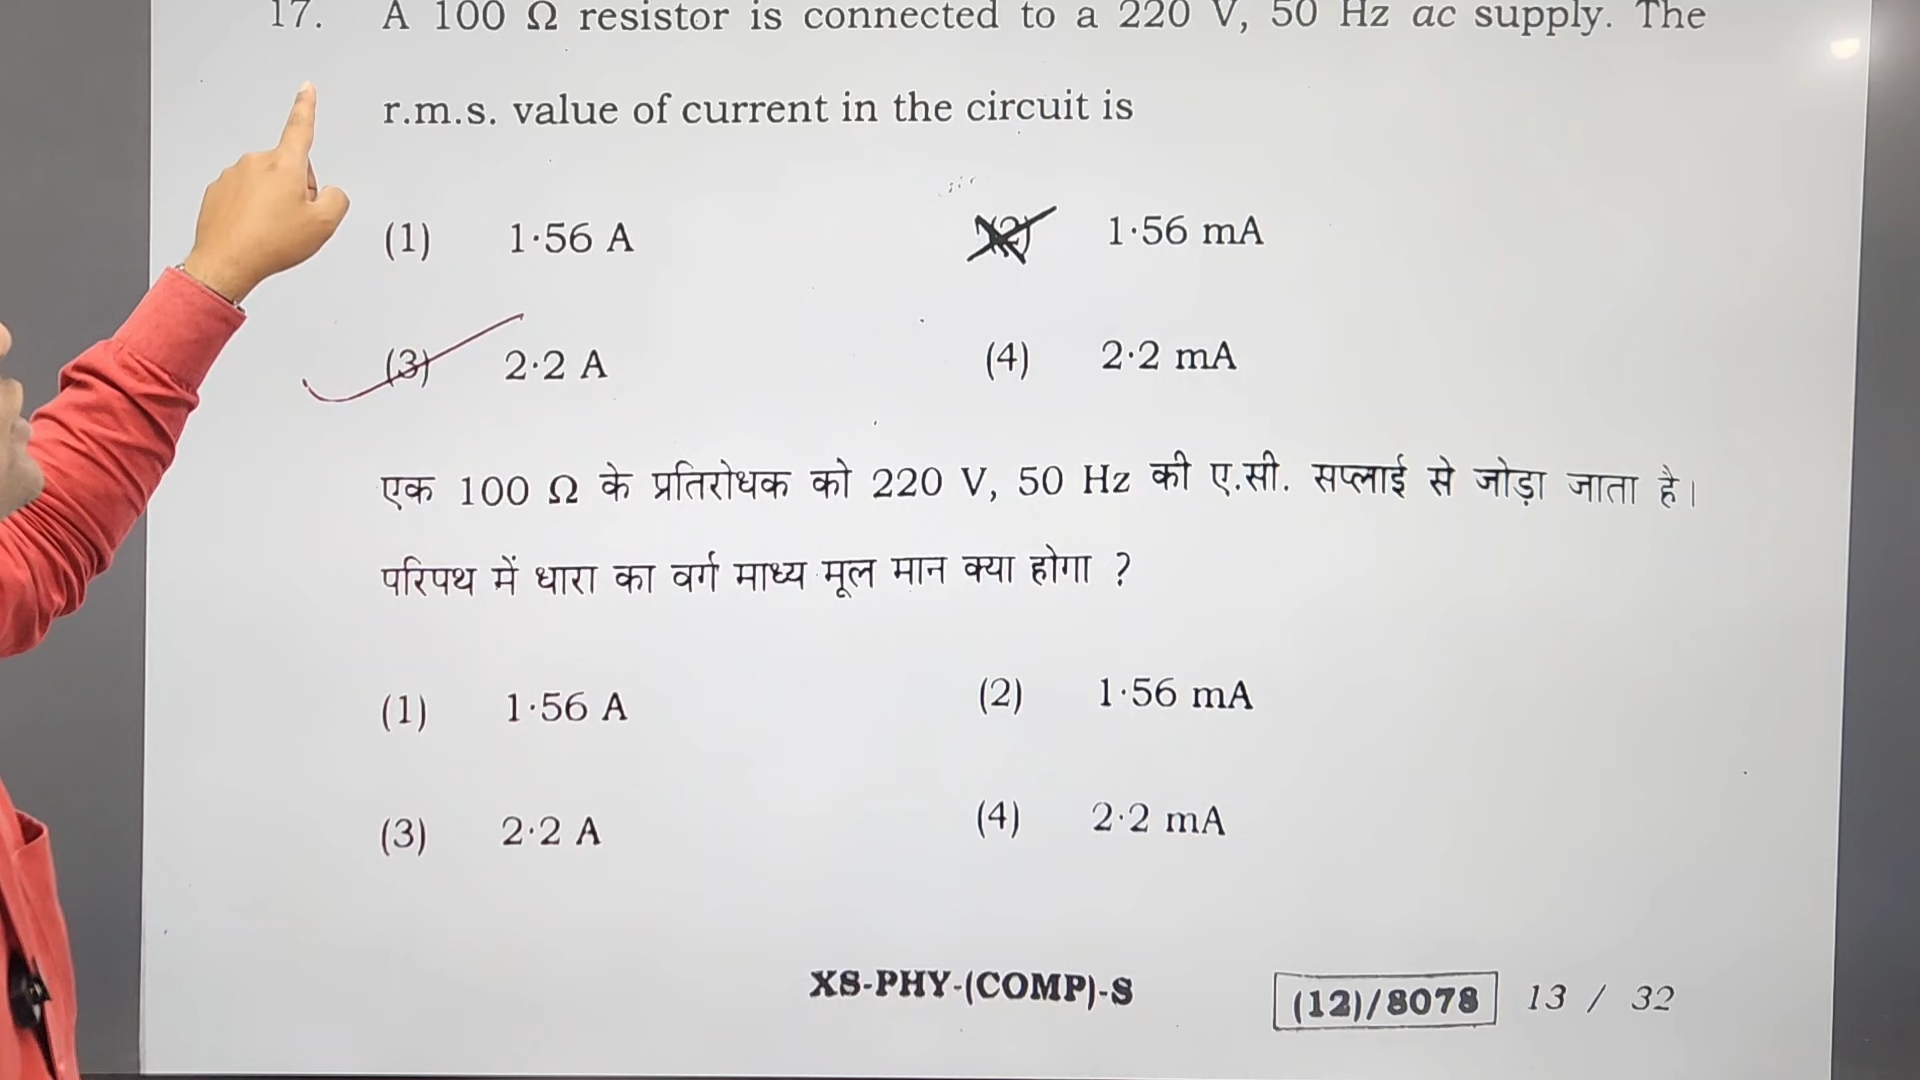 17. A 100 Ω resistor is connected to a 220 V, 50 Hz ac supply. The
r.m.s. value of current in the circuit is
(1) 1·56 A (2) 1·56 mA
(3) 2·2 A (4) 2·2 mA
एक 100 Ω के प्रतिरोधक को 220 V, 50 Hz की ए.सी. सप्लाई से जोड़ा जाता है।
परिपथ में धारा का वर्ग माध्य मूल मान क्या होगा ?
(1) 1·56 A (2) 1·56 mA
(3) 2·2 A (4) 2·2 mA
XS-PHY-(COMP)-S (12)/8078 13 / 32